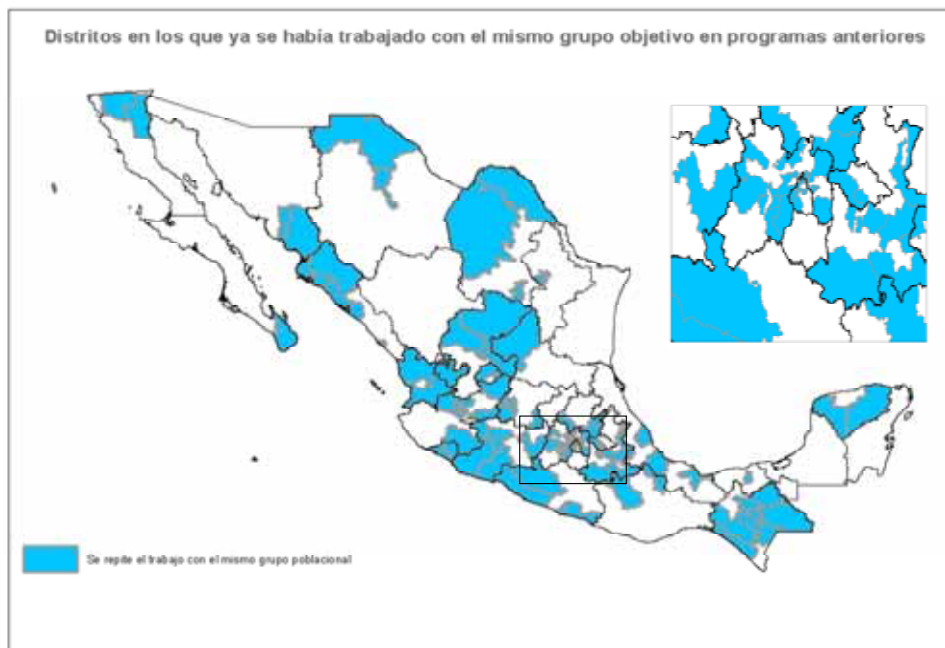 Distritos en los que ya se había trabajado con el mismo grupo objetivo en programas anteriores
Se repite el trabajo con el mismo grupo poblacional